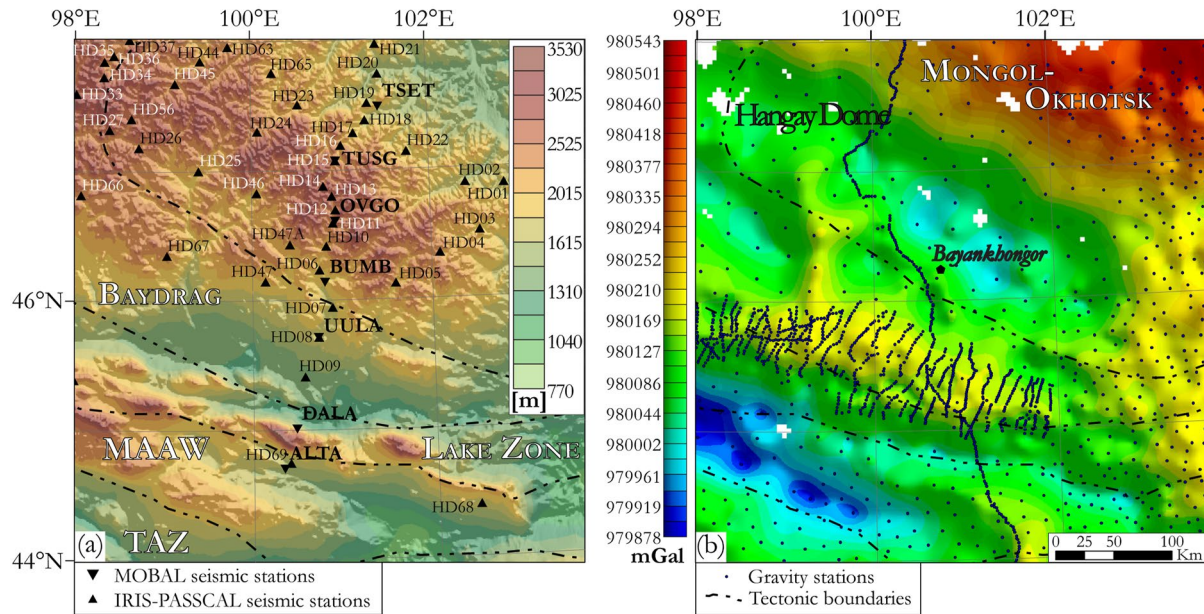 98°E
100°E
102°E
HD35
HD37
HD36
HD44
HD63
HD21
HD34
HD45
HD65
HD20
HD33
HD56
HD23
HD19
TSET
HD27
HD26
HD24
HD17
HD18
HD16
HD22
HD25
HD15
TUSG
HD02
HD66
HD46
HD14
HD13
HD01
HD12
OVGO
HD11
HD03
HD67
HD47A
HD10
HD04
HD06
BUMB
HD47
HD05
46°N
BAYDRAG
HD07
UULA
HD08
HD09
DALA
MAAW
HD69
ALTA
LAKE ZONE
HD68
TAZ
44°N
(a)
3530
3025
2525
2015
1615
1310
1040
770
[m]
MOBAL seismic stations
IRIS-PASSCAL seismic stations
980543
980501
980460
980418
980377
980335
980294
980252
980210
980169
980127
980086
980044
980002
979961
979919
979878
mGal
98°E
100°E
102°E
MONGOL-
OKHOTSK
Hangay Dome
Bayankhongor
(b)
0 25 50 100
Km
Gravity stations
Tectonic boundaries